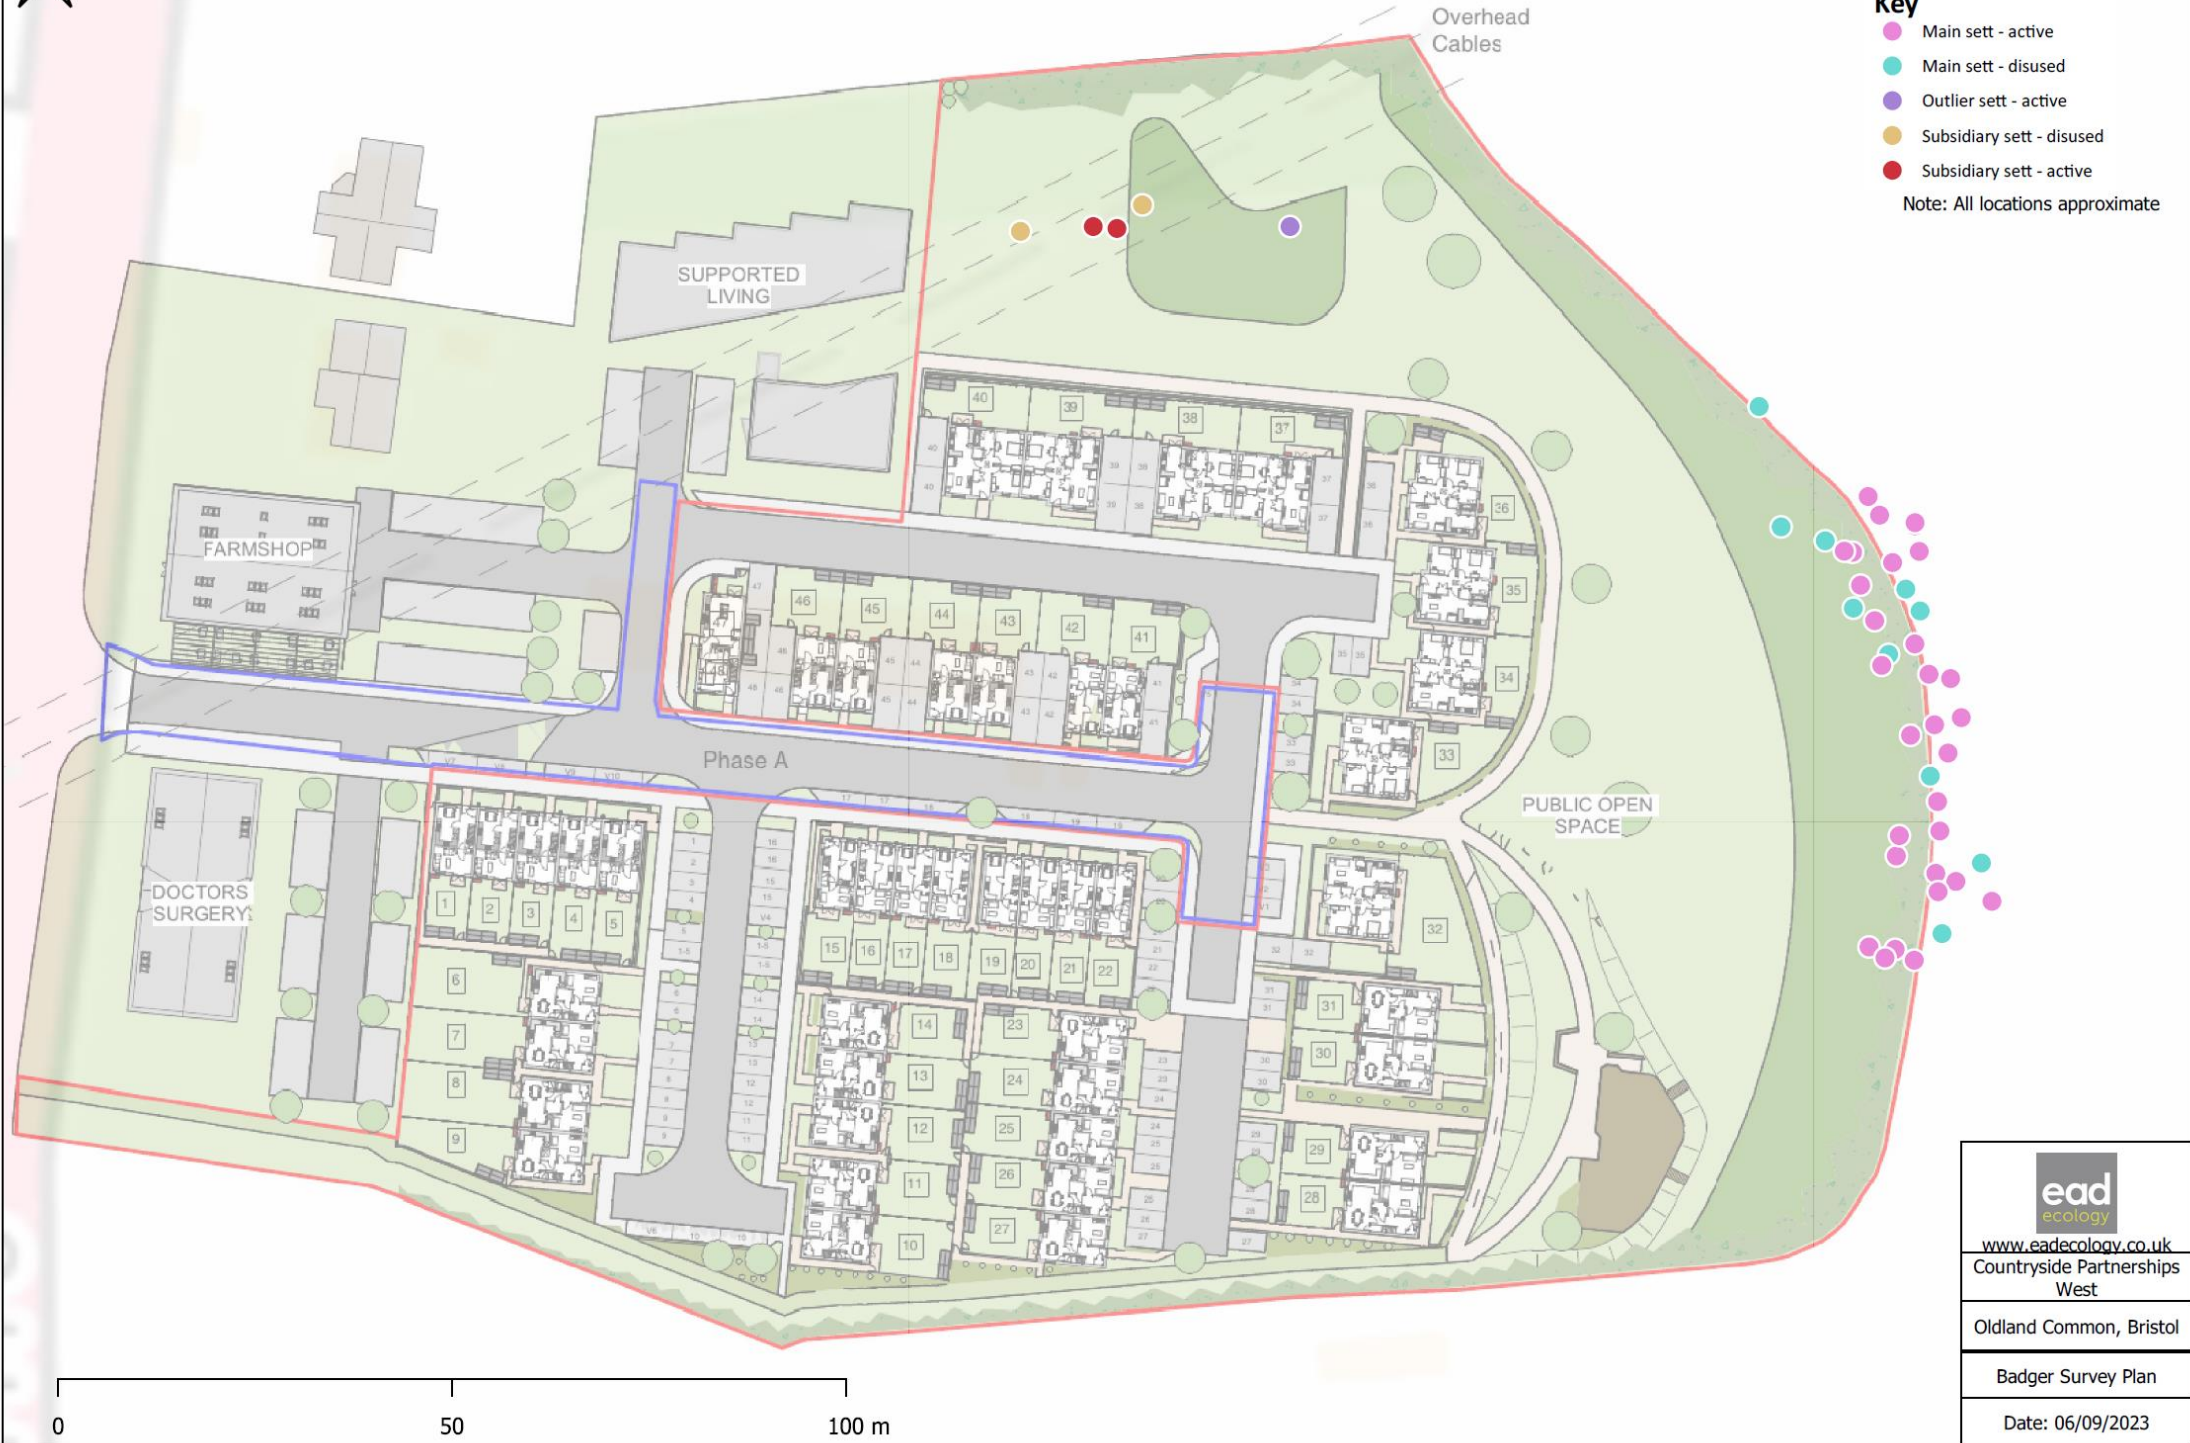 Overhead
Cables
Key
Main sett - active
Main sett - disused
Outlier sett - active
Subsidiary sett - disused
Subsidiary sett - active
Note: All locations approximate
SUPPORTED
LIVING
40
39
38
37
36
35
34
33
FARMSHOP
46
45
44
43
42
41
47
48
Phase A
PUBLIC OPEN
SPACE
DOCTORS
SURGERY
1
2
3
4
5
6
7
8
9
15
16
17
18
19
20
21
22
32
14
13
12
11
10
23
24
25
26
27
31
30
29
28
ead
ecology
www.eadecology.co.uk
Countryside Partnerships
West
Oldland Common, Bristol
Badger Survey Plan
Date: 06/09/2023
0
50
100 m